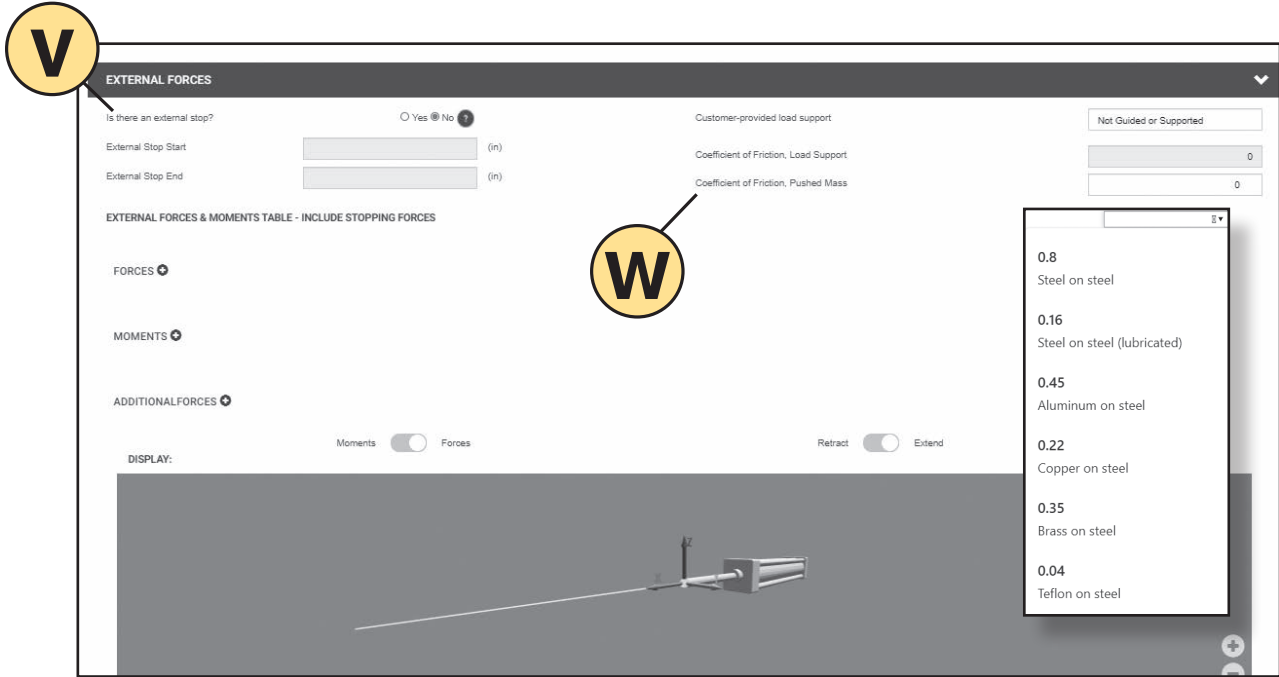 V
EXTERNAL FORCES
Is there an external stop?
Yes No ?
Customer-provided load support
Not Guided or Supported
External Stop Start
(in)
Coefficient of Friction, Load Support
0
External Stop End
(in)
Coefficient of Friction, Pushed Mass
0
EXTERNAL FORCES & MOMENTS TABLE - INCLUDE STOPPING FORCES
W
FORCES
MOMENTS
ADDITIONALFORCES
0.8
Steel on steel
0.16
Steel on steel (lubricated)
0.45
Aluminum on steel
0.22
Copper on steel
0.35
Brass on steel
0.04
Teflon on steel
Moments Forces
Retract Extend
DISPLAY:
Z